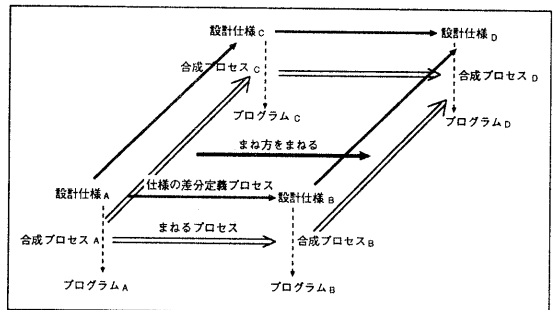 設計仕様C 設計仕様D
合成プロセスC 合成プロセスD
プログラムC プログラムD
まね方をまねる
設計仕様A 仕様の差分定義プロセス 設計仕様B
合成プロセスA まねるプロセス 合成プロセスB
プログラムA プログラムB